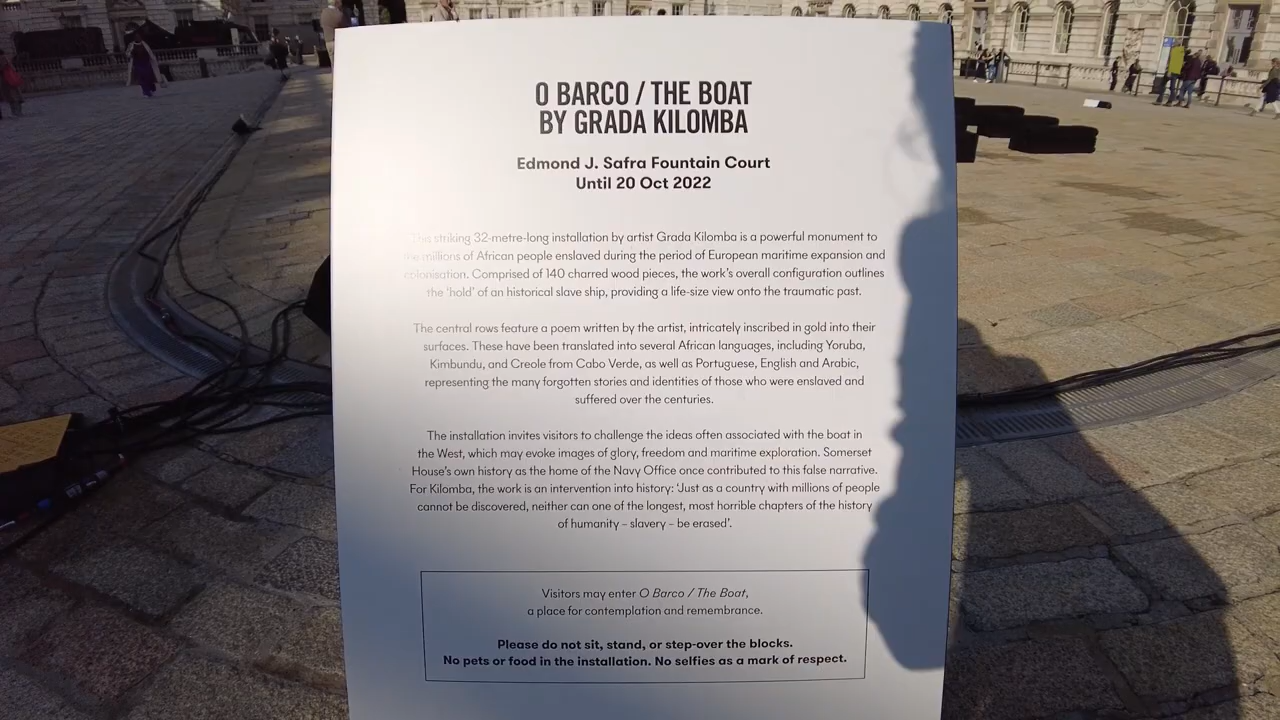 O BARCO / THE BOAT
BY GRADA KILOMBA
Edmond J. Safra Fountain Court
Until 20 Oct 2022
This striking 32-metre-long installation by artist Grada Kilomba is a powerful monument to
the millions of African people enslaved during the period of European maritime expansion and
colonisation. Comprised of 140 charred wood pieces, the work's overall configuration outlines
the 'hold' of an historical slave ship, providing a life-size view onto the traumatic past.
The central rows feature a poem written by the artist, intricately inscribed in gold into their
surfaces. These have been translated into several African languages, including Yoruba,
Kimbundu, and Creole from Cabo Verde, as well as Portuguese, English and Arabic,
representing the many forgotten stories and identities of those who were enslaved and
suffered over the centuries.
The installation invites visitors to challenge the ideas often associated with the boat in
the West, which may evoke images of glory, freedom and maritime exploration. Somerset
House's own history as the home of the Navy Office once contributed to this false narrative.
For Kilomba, the work is an intervention into history: 'Just as a country with millions of people
cannot be discovered, neither can one of the longest, most horrible chapters of the history
of humanity – slavery – be erased'.
Visitors may enter O Barco / The Boat,
a place for contemplation and remembrance.
Please do not sit, stand, or step-over the blocks.
No pets or food in the installation. No selfies as a mark of respect.